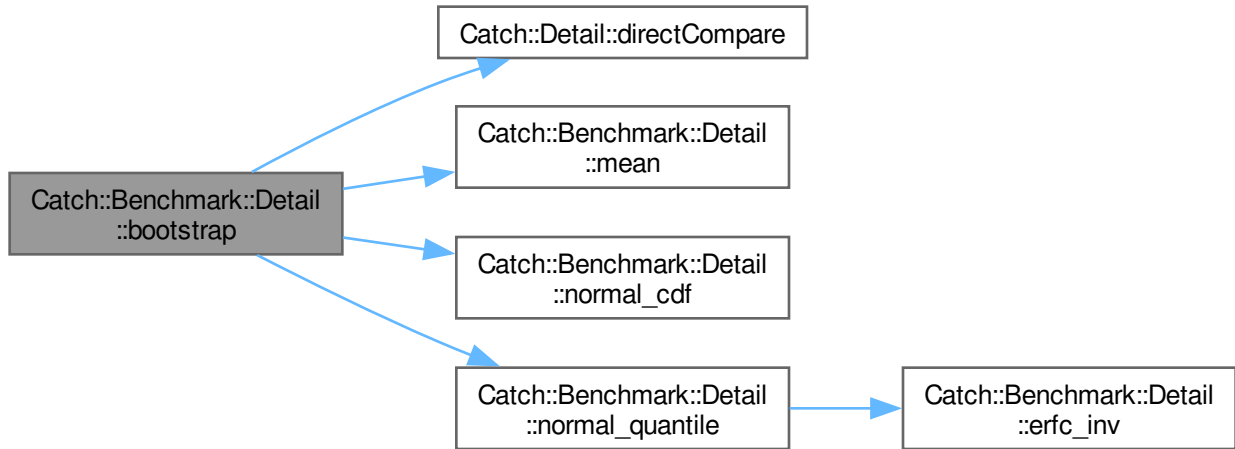 Catch::Detail::directCompare
Catch::Benchmark::Detail
::mean
Catch::Benchmark::Detail
::bootstrap
Catch::Benchmark::Detail
::normal_cdf
Catch::Benchmark::Detail
::normal_quantile
Catch::Benchmark::Detail
::erfc_inv